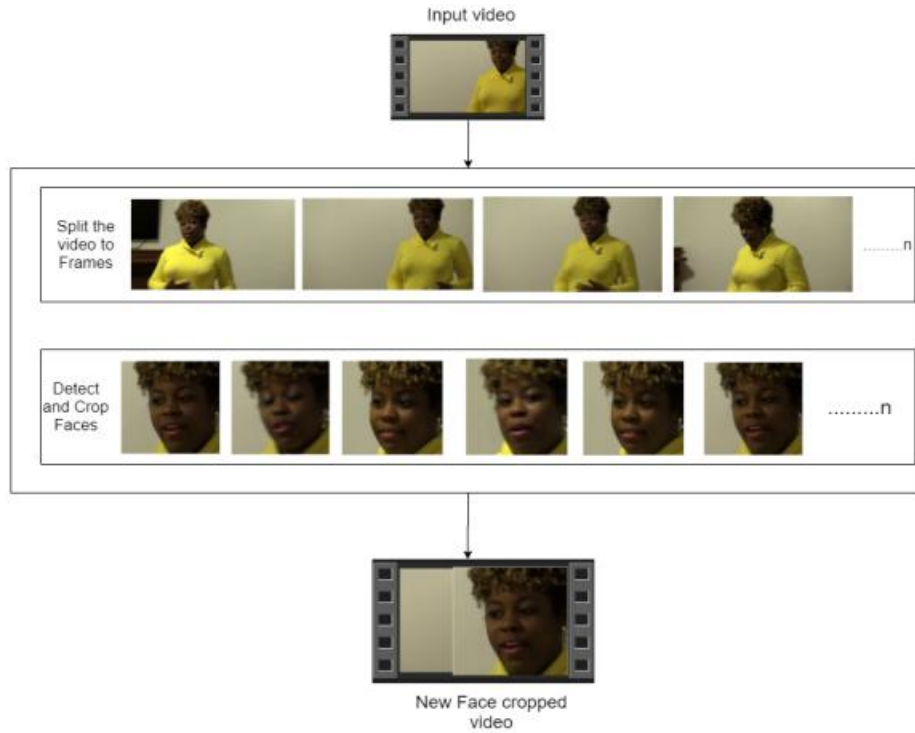 Input video
Split the
video to
Frames
..........n
Detect
and Crop
Faces
.........n
New Face cropped
video